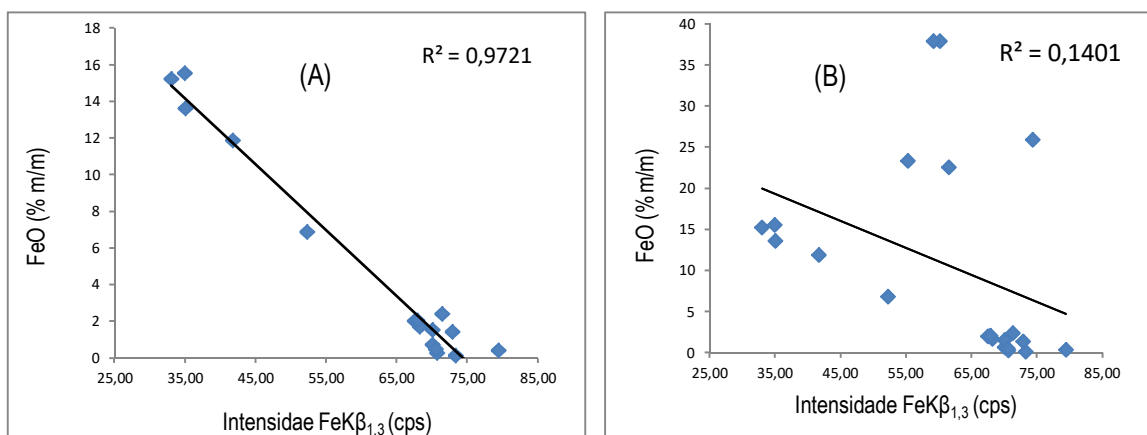 R² = 0,9721
(A)
FeO (% m/m)
18
16
14
12
10
8
6
4
2
0
25,00 35,00 45,00 55,00 65,00 75,00 85,00
Intensidae FeKβ1,3 (cps)
R² = 0,1401
(B)
FeO (% m/m)
40
35
30
25
20
15
10
5
0
25,00 35,00 45,00 55,00 65,00 75,00 85,00
Intensidade FeKβ1,3 (cps)